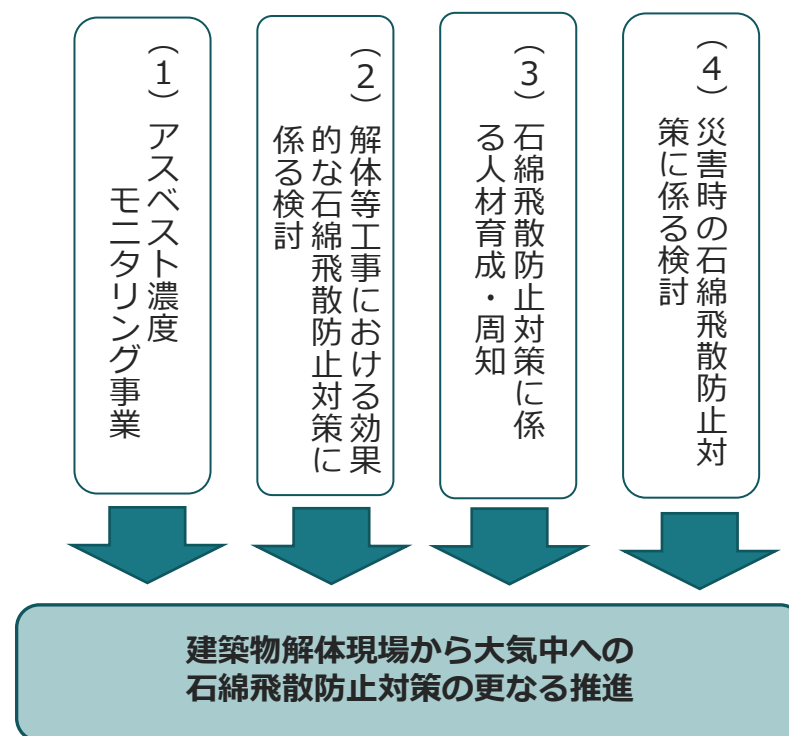 （1）アスベスト濃度
モニタリング事業
（2）解体等工事における効果
的な石綿飛散防止対策に
係る検討
（3）石綿飛散防止対策に係
る人材育成・周知
（4）災害時の石綿飛散防止対
策に係る検討
建築物解体現場から大気中への
石綿飛散防止対策の更なる推進